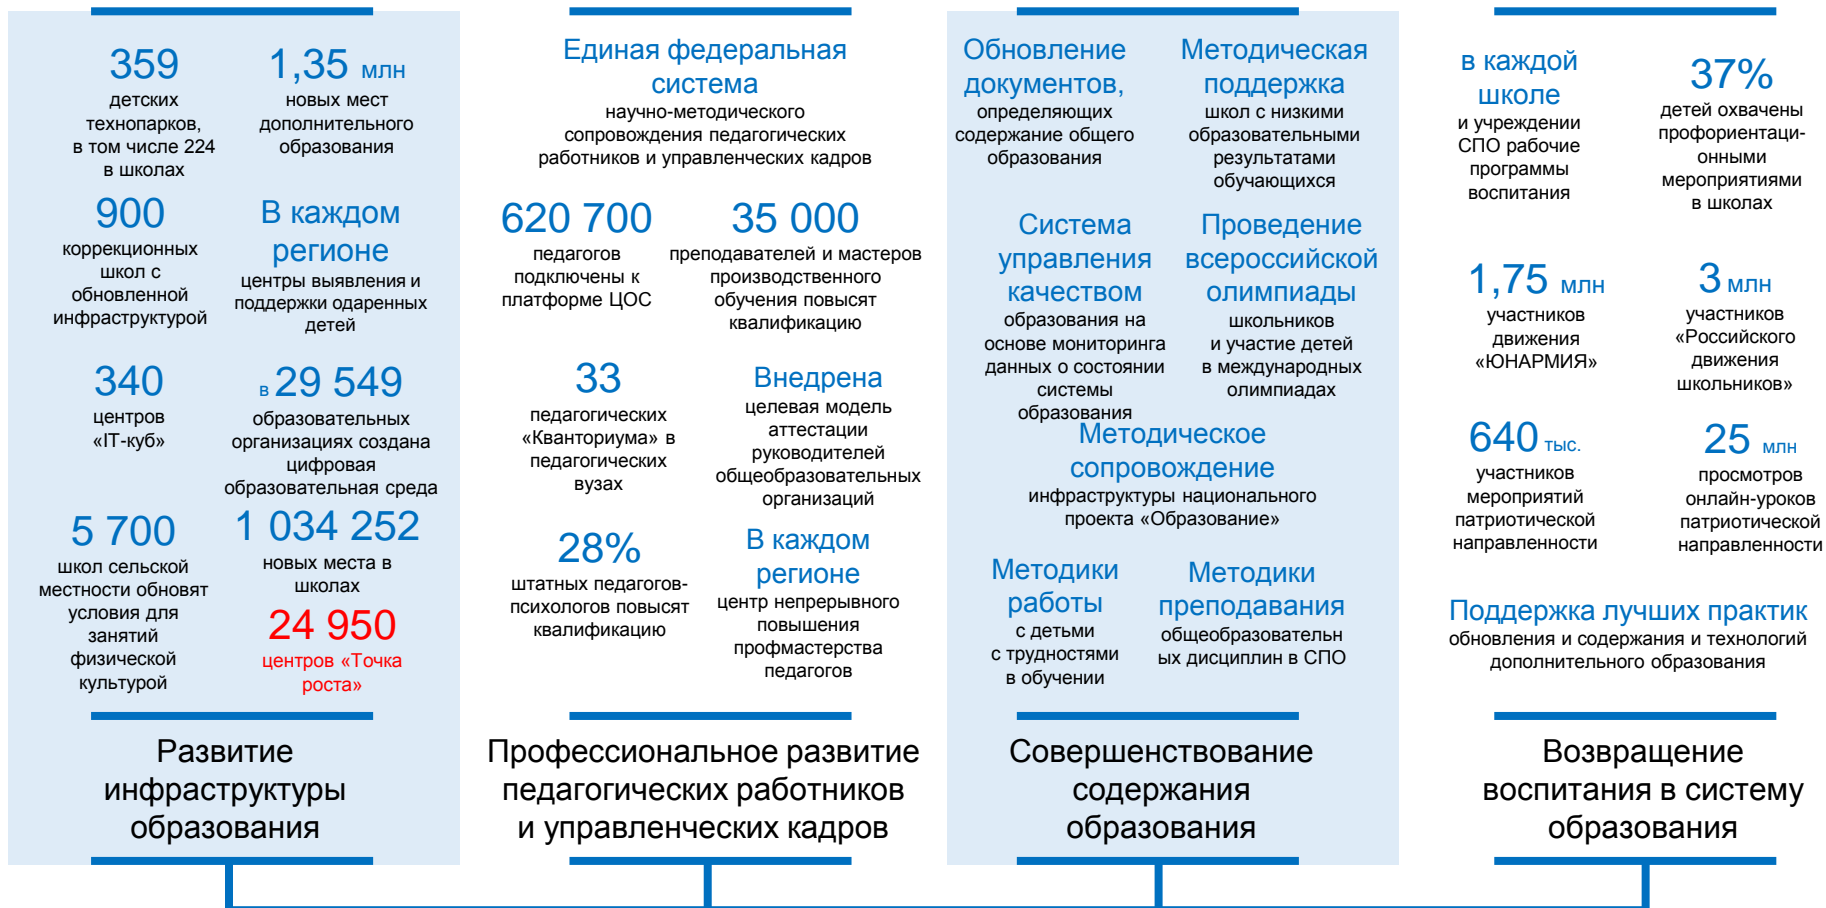 359
детских
технопарков,
в том числе 224
в школах
1,35 млн
новых мест
дополнительного
образования
900
коррекционных
школ с
обновленной
инфраструктурой
В каждом
регионе
центры выявления и
поддержки одаренных
детей
340
центров
«IT-куб»
в 29 549
образовательных
организациях создана
цифровая
образовательная среда
5 700
школ сельской
местности обновят
условия для
занятий
физической
культурой
1 034 252
новых места в
школах
24 950
центров «Точка
роста»
Развитие
инфраструктуры
образования
Единая федеральная
система
научно-методического
сопровождения педагогических
работников и управленческих кадров
620 700
педагогов
подключены к
платформе ЦОС
35 000
преподавателей и мастеров
производственного
обучения повысят
квалификацию
33
педагогических
«Кванториума» в
педагогических
вузах
Внедрена
целевая модель
аттестации
руководителей
общеобразовательных
организаций
28%
штатных педагогов-
психологов повысят
квалификацию
В каждом
регионе
центр непрерывного
повышения
профмастерства
педагогов
Профессиональное развитие
педагогических работников
и управленческих кадров
Обновление
документов,
определяющих
содержание общего
образования
Методическая
поддержка
школ с низкими
образовательными
результатами
обучающихся
Система
управления
качеством
образования на
основе мониторинга
данных о состоянии
системы
образования
Проведение
всероссийской
олимпиады
школьников
и участие детей
в международных
олимпиадах
Методическое
сопровождение
инфраструктуры национального
проекта «Образование»
Методики
работы
с детьми
с трудностями
в обучении
Методики
преподавания
общеобразовательн
ых дисциплин в СПО
Совершенствование
содержания
образования
в каждой
школе
и учреждении
СПО рабочие
программы
воспитания
37%
детей охвачены
профориентаци-
онными
мероприятиями
в школах
1,75 млн
участников
движения
«ЮНАРМИЯ»
3 млн
участников
«Российского
движения
школьников»
640 тыс.
участников
мероприятий
патриотической
направленности
25 млн
просмотров
онлайн-уроков
патриотической
направленности
Поддержка лучших практик
обновления и содержания и технологий
дополнительного образования
Возвращение
воспитания в систему
образования